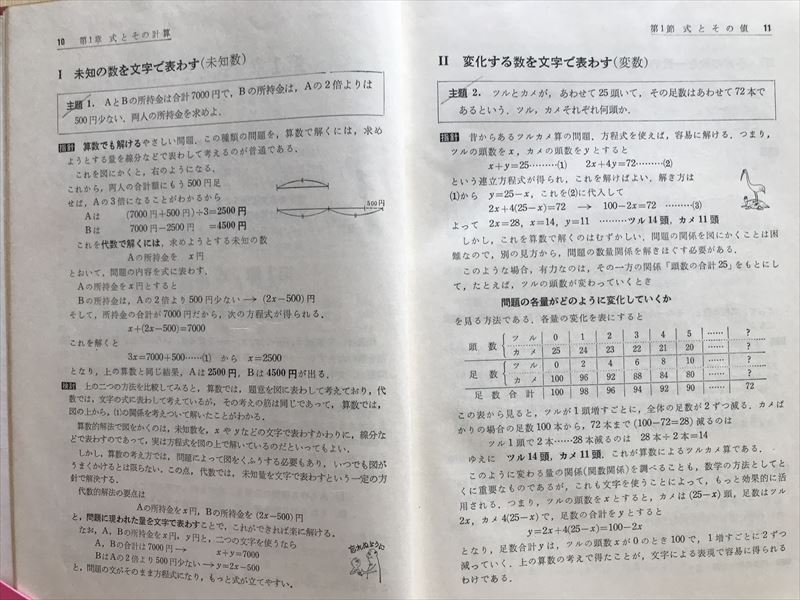 10　第1章 式とその計算
I　未知の数を文字で表わす(未知数)
主題 1.　AとBの所持金は合計7000円で，Bの所持金は，Aの2倍よりは
500円少ない．両人の所持金を求めよ．
指針　算数でも解けるやさしい問題．この種類の問題を，算数で解くには，求め
ようとする量を線分などで表わして考えるのが普通である．
これを図にかくと，右のようになる．
これから，両人の合計額にもう 500円足
せば，Aの3倍になることがわかるから
Aは　(7000円+500円)÷3=2500円
Bは　7000円−2500円　=4500円
500円
これを代数で解くには，求めようとする未知の数
Aの所持金を　x円
とおいて，問題の内容を式に表わす．
Aの所持金をx円とすると
Bの所持金は，Aの2倍より 500円少ない → (2x−500)円
そして，所持金の合計が 7000円だから，次の方程式が得られる．
x+(2x−500)=7000
これを解くと
3x=7000+500……(1)　から　x=2500
となり，上の算数と同じ結果，Aは2500円，Bは4500円が出る．
指針　上の二つの方法を比較してみると，算数では，題意を図に表わして考えており，代
数では，文字の式に表わして考えているが，その考えの筋は同じであって，算数では，
図の上から，(1)の関係を考えついて解いたことがわかる．
算数的解法で図をかくのは，未知数を，xやyなどの文字で表わすかわりに，線分な
どで表わすのであって，実は方程式を図の上で解いているのだといってもよい．
しかし，算数の考え方では，問題によって図をくふうする必要もあり，いつでも図が
うまくかけるとは限らない．この点，代数では，未知量を文字で表わすという一定の方
針で解決する．
代数的解法の要点は
Aの所持金をx円，Bの所持金を (2x−500)円
と，問題に現われた量を文字で表わすことで，これができれば楽に解ける．
なお，A，Bの所持金をx円，y円と，二つの文字を使うなら
A，Bの合計は7000円 →　x+y=7000
BはAの2倍より 500円少ない → y=2x−500
と，問題の文がそのまま方程式になり，もっと式が立てやすい．
忘れぬように
第1節 式とその値　11
II　変化する数を文字で表わす(変数)
主題 2.　ツルとカメが，あわせて25頭いて，その足数はあわせて72本で
あるという．ツル，カメそれぞれ何頭か．
指針　昔からあるツルカメ算の問題．方程式を使えば，容易に解ける．つまり，
ツルの頭数をx，カメの頭数をyとすると
x+y=25………(1)　2x+4y=72………(2)
という連立方程式が得られ，これを解けばよい．解き方は
(1)から　y=25−x，これを(2)に代入して
2x+4(25−x)=72 → 100−2x=72 ………(3)
よって　2x=28，x=14，y=11　………ツル14頭，カメ11頭
しかし，これを算数で解くのはむずかしい．問題の関係を図にかくことは困
難なので，別の見方から，問題の数量関係を解きほぐす必要がある．
このような場合，有力なのは，その一方の関係「頭数の合計25」をもとにし
て，たとえば，ツルの頭数が変わっていくとき
問題の各量がどのように変化していくか
を見る方法である．各量の変化を表にすると
頭 数　ツル　0　1　2　3　4　5　……　?
カメ　25　24　23　22　21　20　……　?
足 数　ツル　0　2　4　6　8　10　……　?
カメ　100　96　92　88　84　80　……　?
足 数 合 計　100　98　96　94　92　90　……　72
この表から見ると，ツルが1頭増すごとに，全体の足数が2ずつ減る．カメば
かりの場合の足数100本から，72本まで (100−72=28) 減るのは
ツル1頭で2本……28本減るのは　28本÷2本=14
ゆえに　ツル14頭，カメ11頭．これが算数によるツルカメ算である．
このように変わる量の関係(関数関係)を調べることも，数学の方法としてと
くに重要なものであるが，これも文字を使うことによって，もっと効果的に活
用される．つまり，ツルの頭数をxとすると，カメは (25−x)頭，足数はツル
2x，カメ4(25−x)で，足数の合計をyとすると
y=2x+4(25−x)=100−2x
となり，足数合計yは，ツルの頭数xが0のとき100で，1増すごとに2ずつ
減っていく．上の算数の考えで得たことが，文字による表現で容易に得られる
わけである．